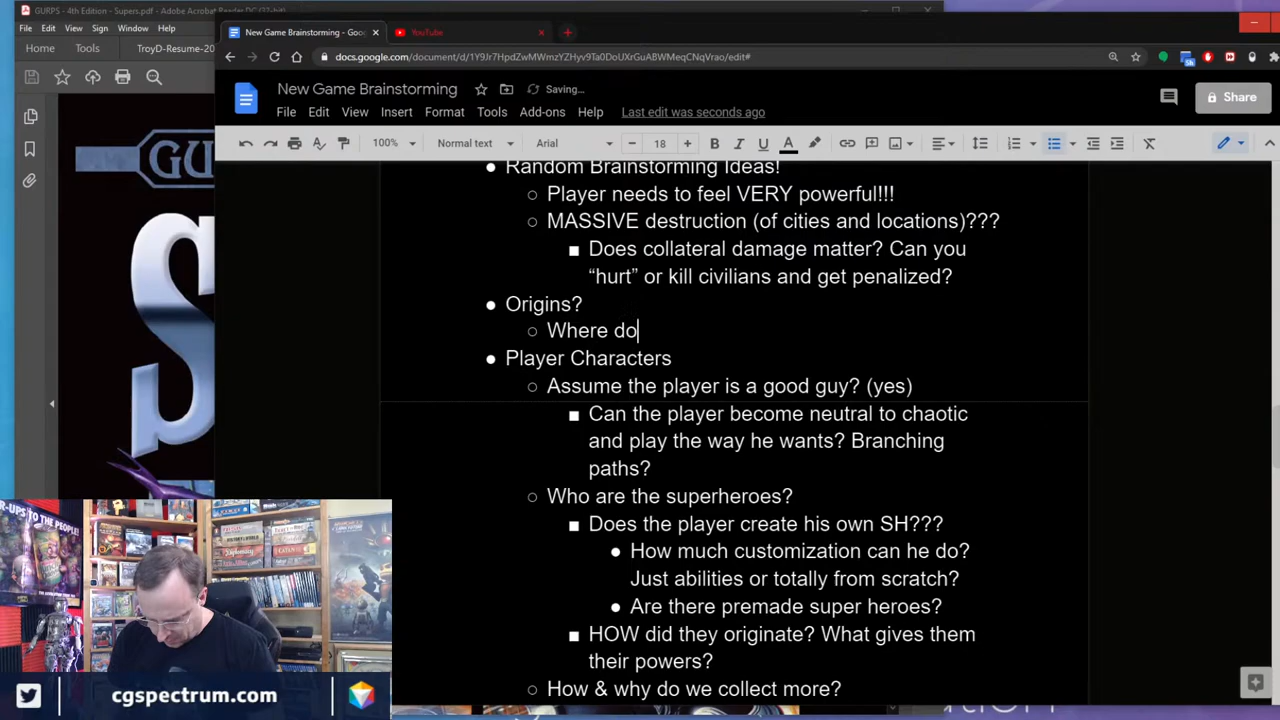 GURPS - 4th Edition - Supers.pdf - Adobe Acrobat Reader DC (32-bit)
File Edit View Sign Window Help
Home Tools TroyD-Resume-20
GU
S
New Game Brainstorming - Goo
YouTube
docs.google.com/document/d/1Y9Jr7HpdZwMWmzYZHyv9Ta0DoUXrGuABWMeqCNqVrao/edit#
New Game Brainstorming
Saving...
File Edit View Insert Format Tools Add-ons Help Last edit was seconds ago
Share
100% Normal text Arial 18 B I U A
● Random Brainstorming Ideas!
○ Player needs to feel VERY powerful!!!
○ MASSIVE destruction (of cities and locations)???
■ Does collateral damage matter? Can you
“hurt” or kill civilians and get penalized?
● Origins?
○ Where do
● Player Characters
○ Assume the player is a good guy? (yes)
■ Can the player become neutral to chaotic
and play the way he wants? Branching
paths?
○ Who are the superheroes?
■ Does the player create his own SH???
● How much customization can he do?
Just abilities or totally from scratch?
● Are there premade super heroes?
■ HOW did they originate? What gives them
their powers?
○ How & why do we collect more?
cgspectrum.com